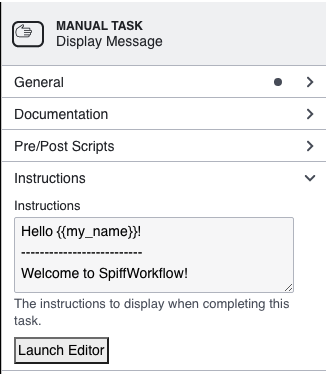 MANUAL TASK
Display Message
General
Documentation
Pre/Post Scripts
Instructions
Instructions
Hello {{my_name}}!
--------------------------
Welcome to SpiffWorkflow!
The instructions to display when completing this
task.
Launch Editor